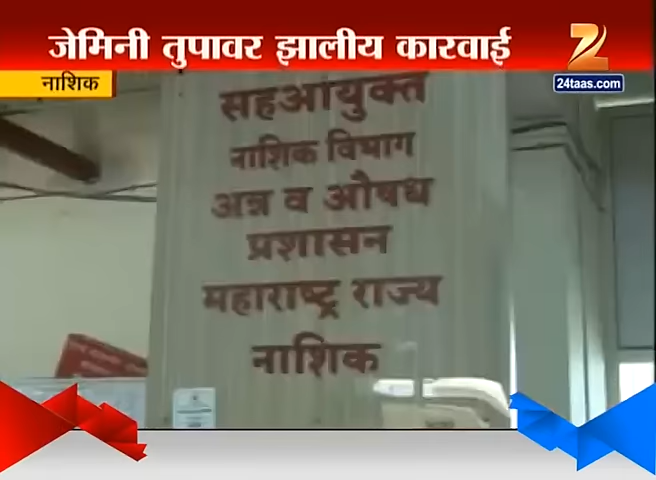 जेमिनी तुपावर झालीय कारवाई
नाशिक
24taas.com
सहआयुक्त
नाशिक विभाग
अन्न व औषध
प्रशासन
महाराष्ट्र राज्य
नाशिक